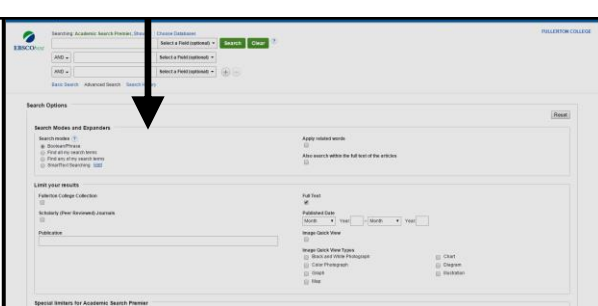 Searching: Academic Search Premier, Choose Databases
FULLERTON COLLEGE
EBSCOhost
Select a Field (optional)
Search
Clear
?
AND
Select a Field (optional)
AND
Select a Field (optional)
+
−
Basic Search Advanced Search Search
Search Options
Reset
Search Modes and Expanders
Search modes ?
Boolean/Phrase
Find all my search terms
Find any of my search terms
SmartText Searching
Apply related words
Also search within the full text of the articles
Limit your results
Fullerton College Collection
Scholarly (Peer Reviewed) Journals
Publication
Full Text
Published Date
Month Year – Month Year
Image Quick View
Image Quick View Types
Black and White Photograph
Color Photograph
Graph
Map
Chart
Diagram
Illustration
Special limiters for Academic Search Premier